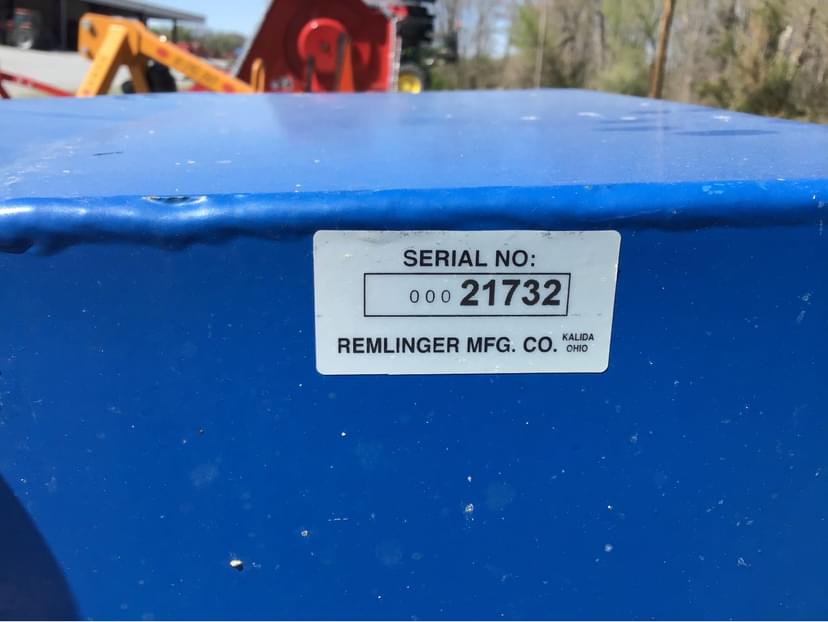 SERIAL NO:
000 21732
REMLINGER MFG. CO. KALIDA OHIO